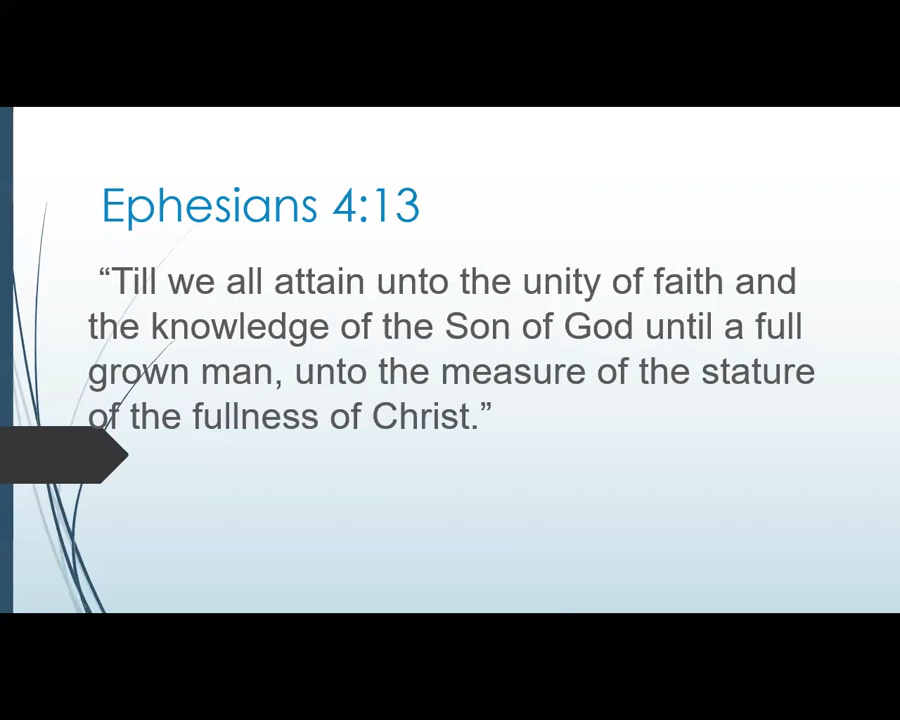 Ephesians 4:13
“Till we all attain unto the unity of faith and
the knowledge of the Son of God until a full
grown man, unto the measure of the stature
of the fullness of Christ.”